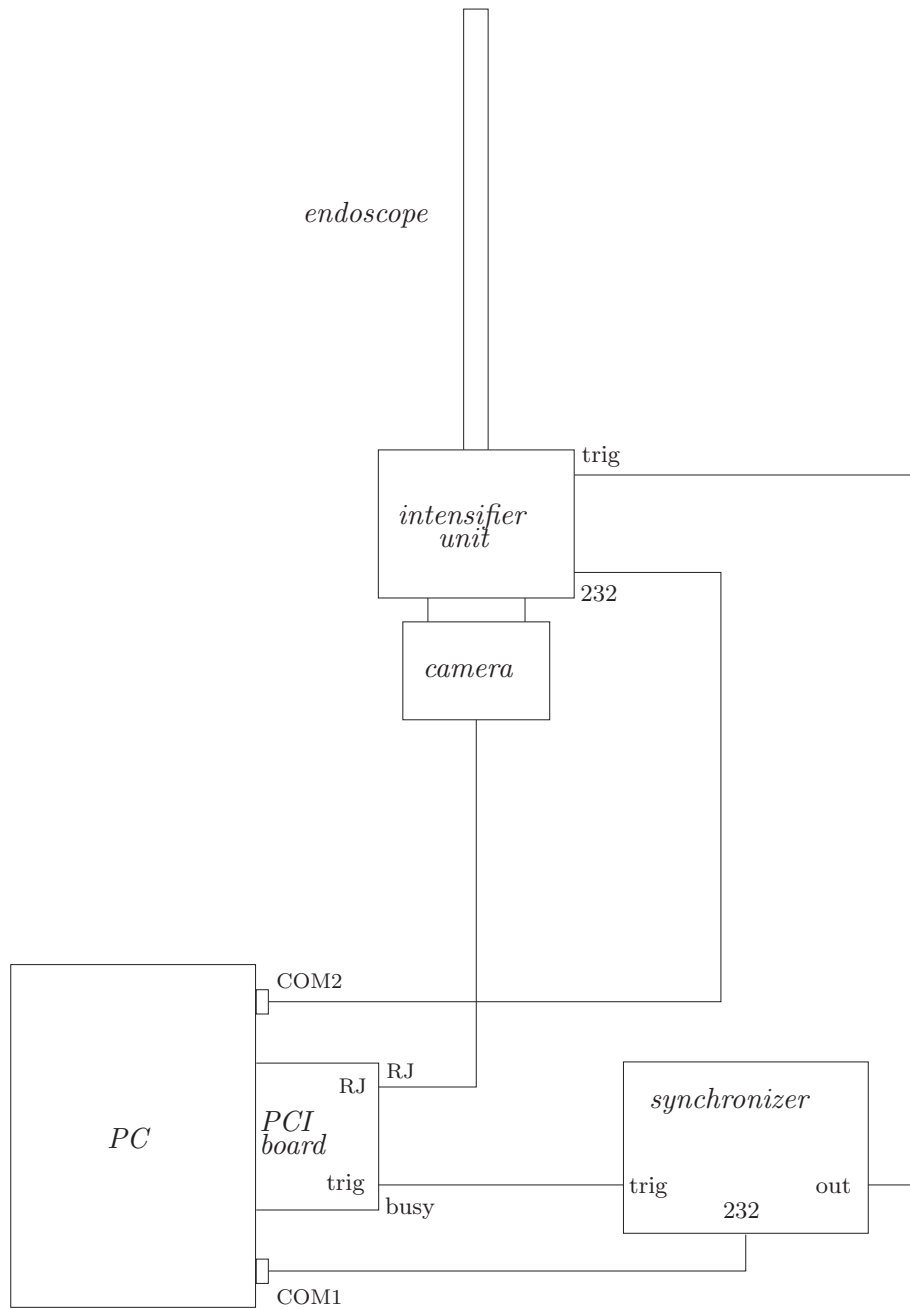 endoscope
trig
intensifier
unit
232
camera
COM2
RJ
RJ
PCI
board
PC
trig
busy
synchronizer
trig
out
232
COM1